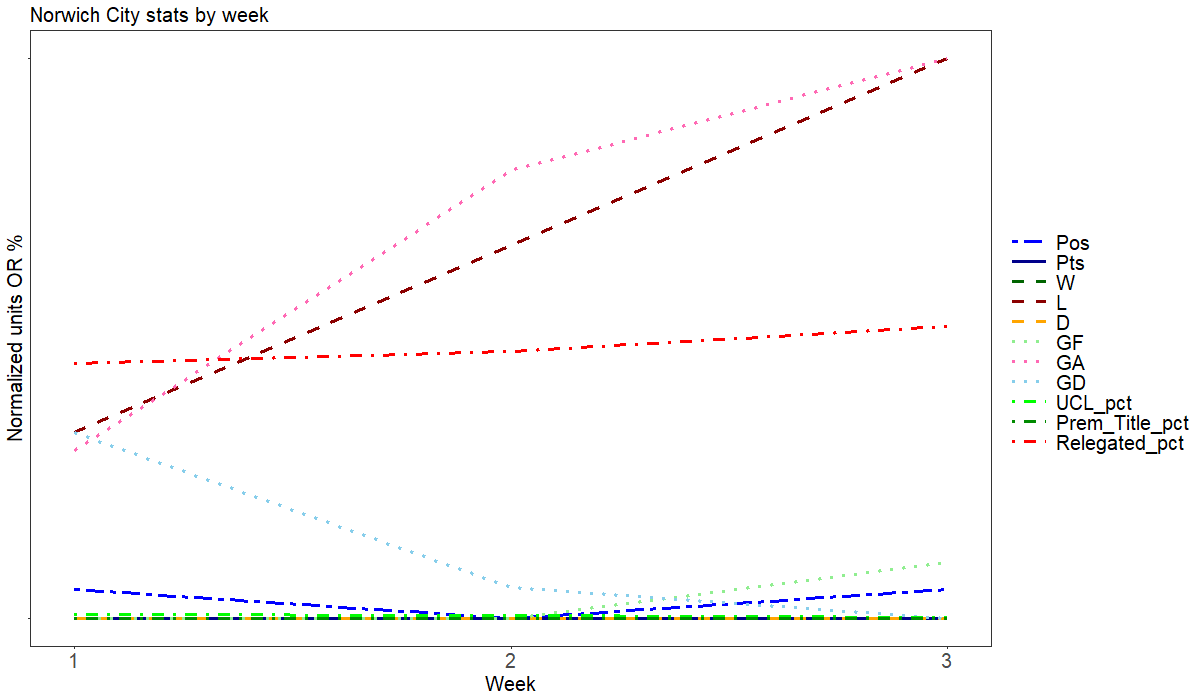 Norwich City stats by week
Normalized units OR %
Pos
Pts
W
L
D
GF
GA
GD
UCL_pct
Prem_Title_pct
Relegated_pct
1
2
3
Week